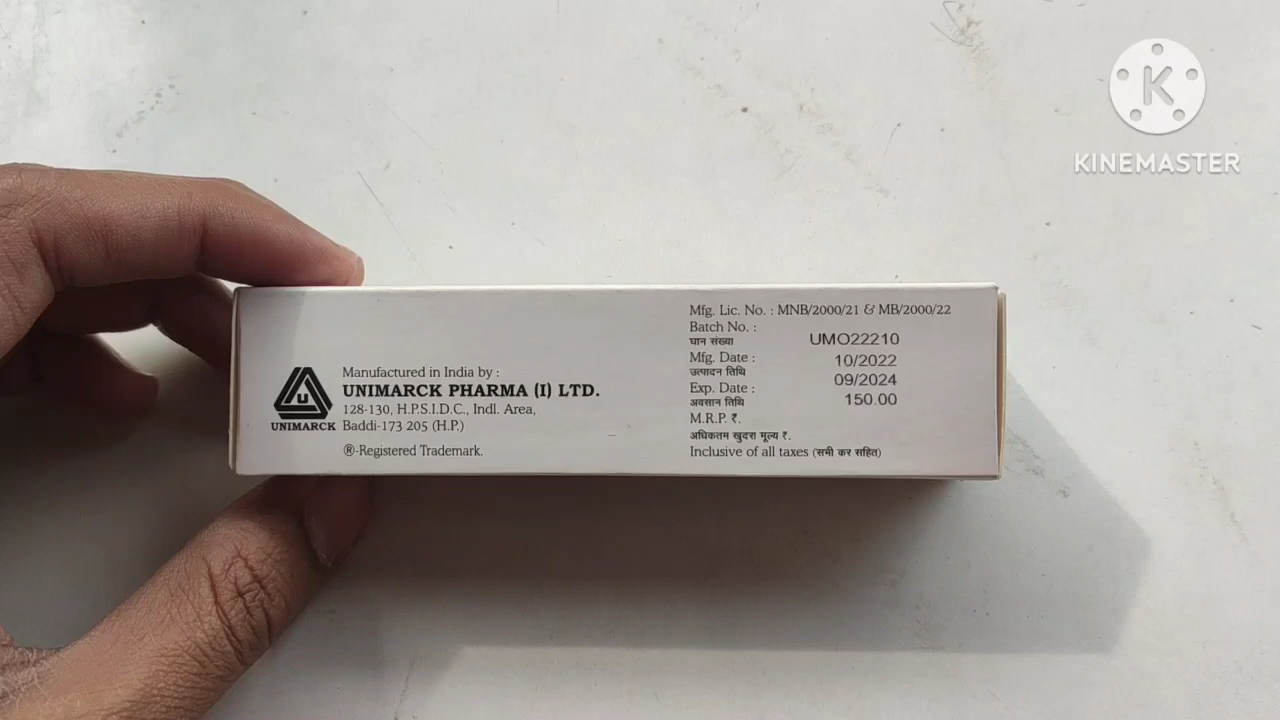 KINEMASTER
Mfg. Lic. No. : MNB/2000/21 & MB/2000/22
Batch No. :
घान संख्या UMO22210
Mfg. Date : 10/2022
उत्पादन तिथि
Exp. Date : 09/2024
अवसान तिथि 150.00
M.R.P. ₹.
अधिकतम खुदरा मूल्य ₹.
Inclusive of all taxes (सभी कर सहित)
Manufactured in India by :
UNIMARCK PHARMA (I) LTD.
128-130, H.P.S.I.D.C., Indl. Area,
Baddi-173 205 (H.P.)
®-Registered Trademark.
U
UNIMARCK